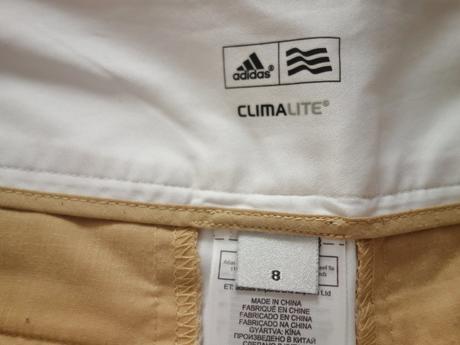 adidas®
CLIMALITE®
8
Ltd
MADE IN CHINA
FABRIQUÉ EN CHINE
FABRICADO EN CHINA
FABRICADO NA CHINA
GYÁRTVA: KÍNA
ПРОИЗВЕДЕНО В КИТАЙ